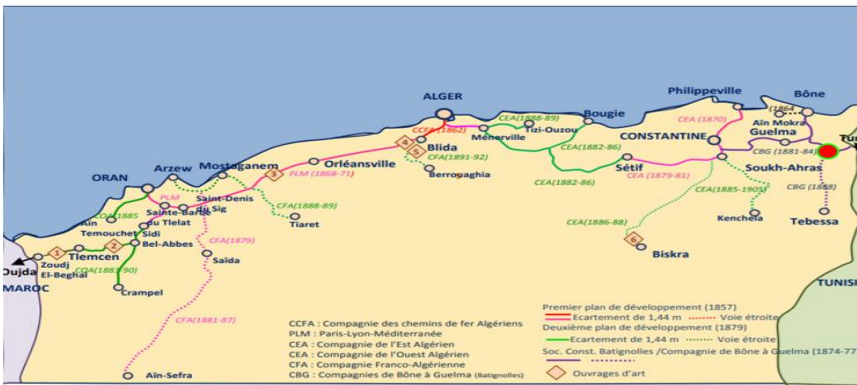 Philippeville
Bône
(1864
ALGER
CEA(1888-89)
Bougie
CEA (1870)
Aïn Mokra
CCFA (1862)
Ménerville
Tizi-Ouzou
CONSTANTINE
Guelma
Blida
CEA (1882-86)
CBG (1881-84)
4
5
CFA(1891-92)
Orléansville
Berrouaghia
CEA (1882-86)
Sétif
CEA (1879-81)
Soukh-Ahras
Mostaganem
Arzew
3
PLM (1868-71)
ORAN
PLM
Saint-Denis
du Sig
CEA(1885-1905)
CBG (1888)
Sainte-Barbe
du Tlelat
CFA(1888-89)
Tiaret
Kenchela
Tebessa
COA(1885
Aïn
Temouchet
Sidi
Bel-Abbes
CFA(1879)
CEA (1886-88)
1
2
6
Tlemcen
Biskra
Oujda
Zoudj
El-Beghal
Saïda
MAROC
COA(1883-90)
TUNISI
Crampel
CFA(1881-87)
Aïn-Sefra
CCFA : Compagnie des chemins de fer Algériens
PLM : Paris-Lyon-Méditerranée
CEA : Compagnie de l'Est Algérien
CEA : Compagnie de l'Ouest Algérien
CFA : Compagnie Franco-Algérienne
CBG : Compagnies de Bône à Guelma (Batignolles)
Premier plan de développement (1857)
Ecartement de 1,44 m Voie étroite
Deuxième plan de développement (1879)
Ecartement de 1,44 m Voie étroite
Soc. Const. Batignolles /Compagnie de Bône à Guelma (1874-77
Ouvrages d'art